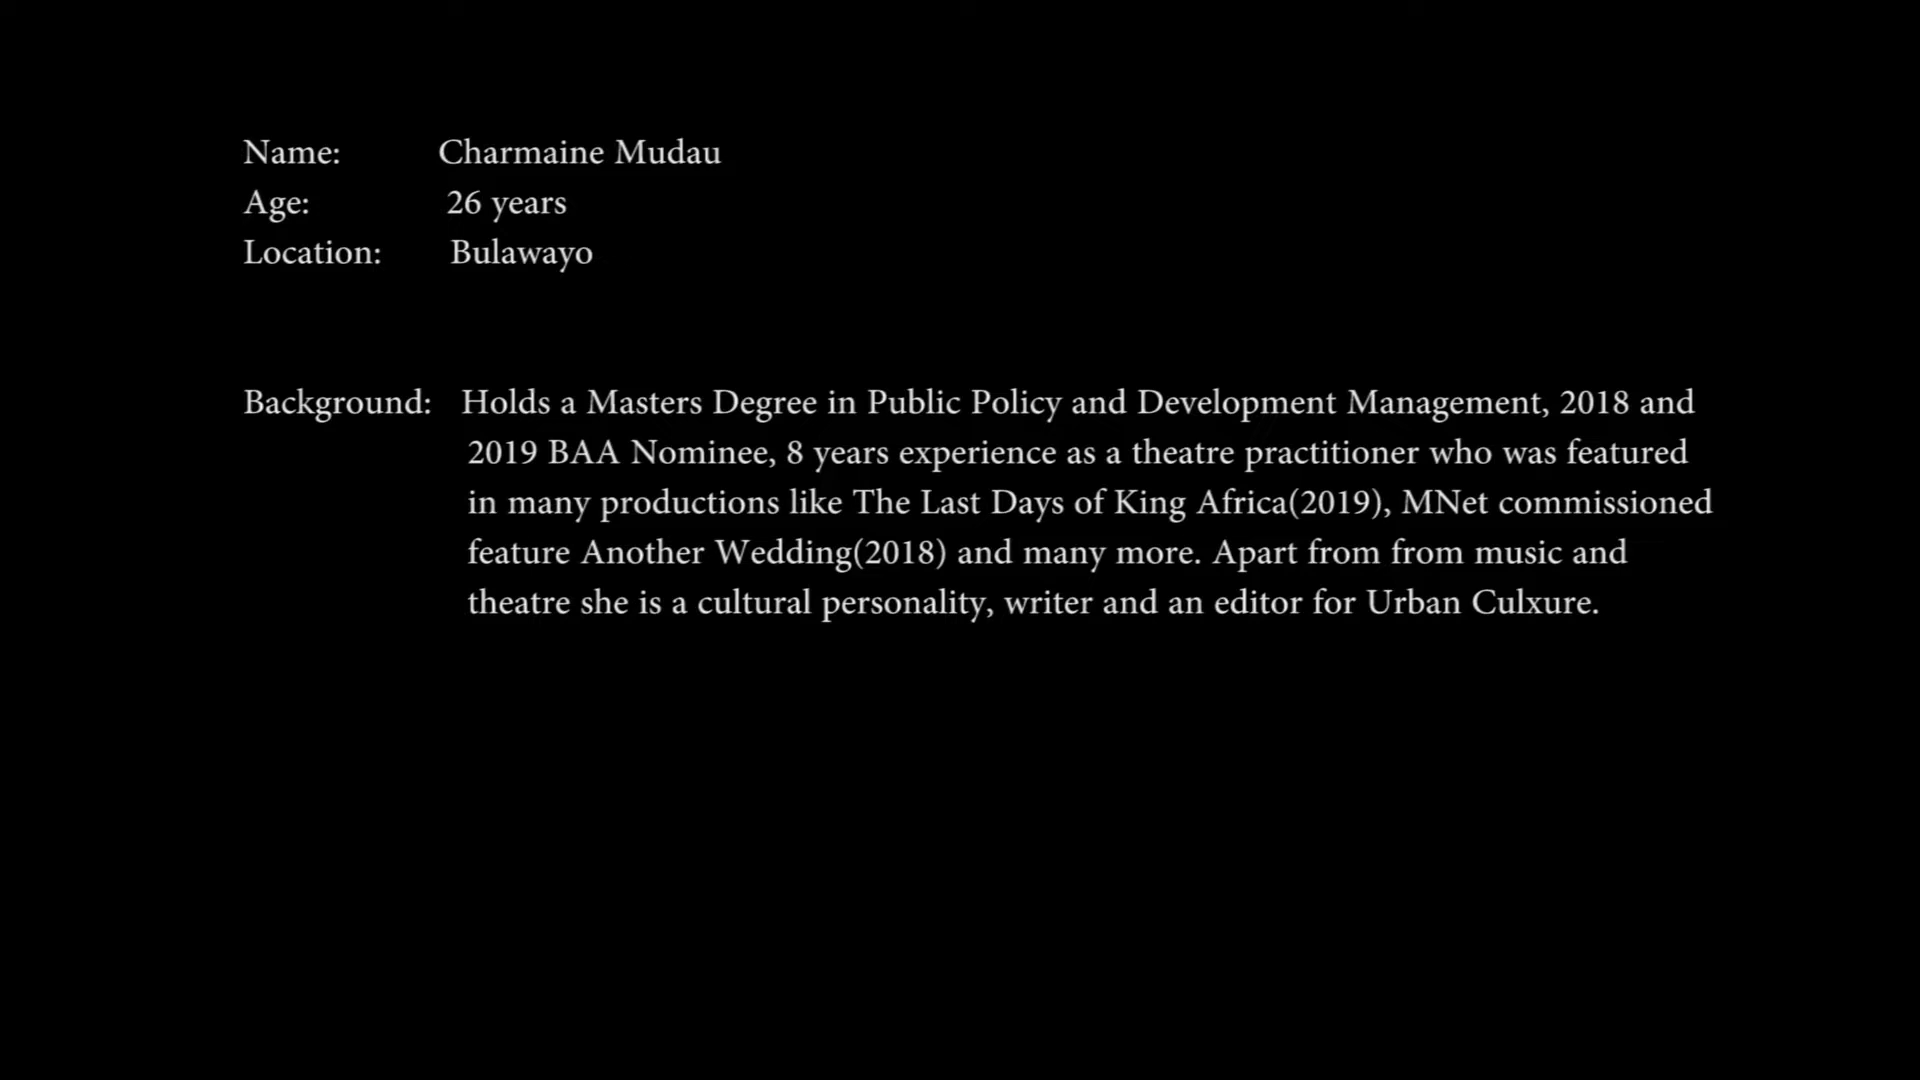 Name: Charmaine Mudau
Age: 26 years
Location: Bulawayo
Background: Holds a Masters Degree in Public Policy and Development Management, 2018 and
2019 BAA Nominee, 8 years experience as a theatre practitioner who was featured
in many productions like The Last Days of King Africa(2019), MNet commissioned
feature Another Wedding(2018) and many more. Apart from from music and
theatre she is a cultural personality, writer and an editor for Urban Culxure.